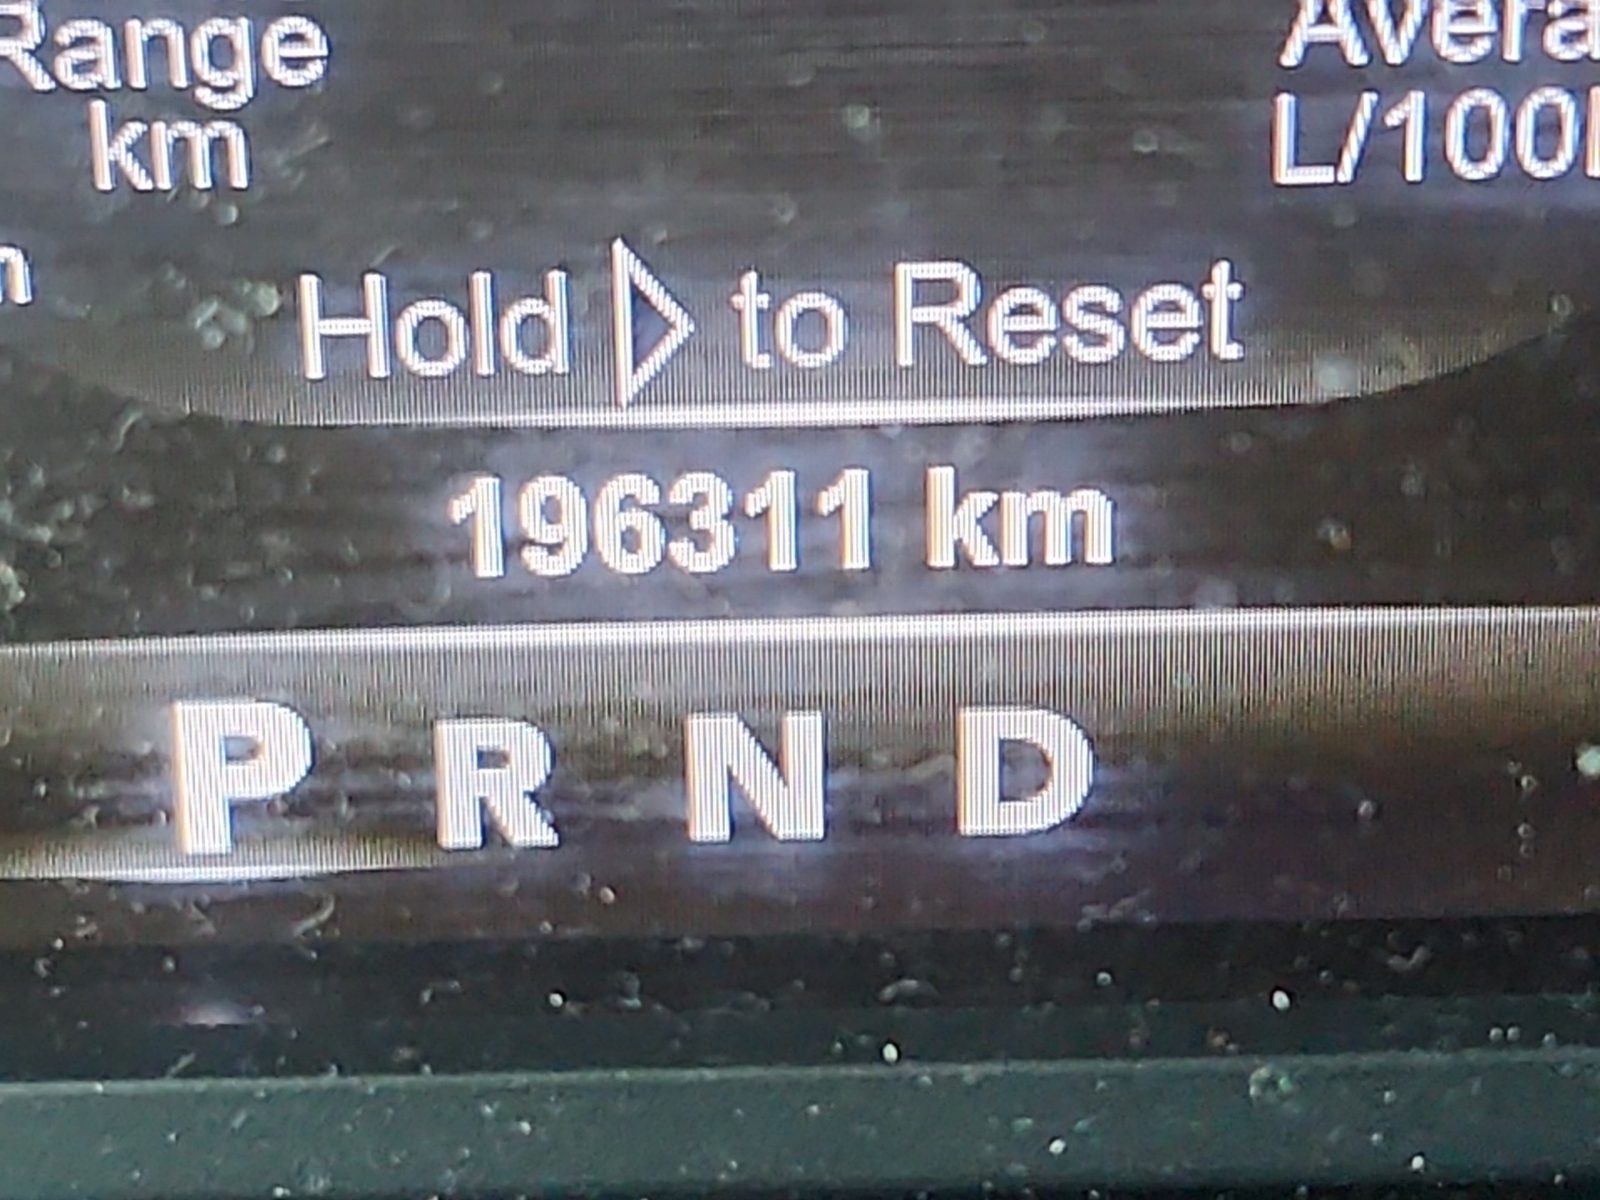 Range
km
Avera
L/100
Hold ▷ to Reset
196311 km
P R N D